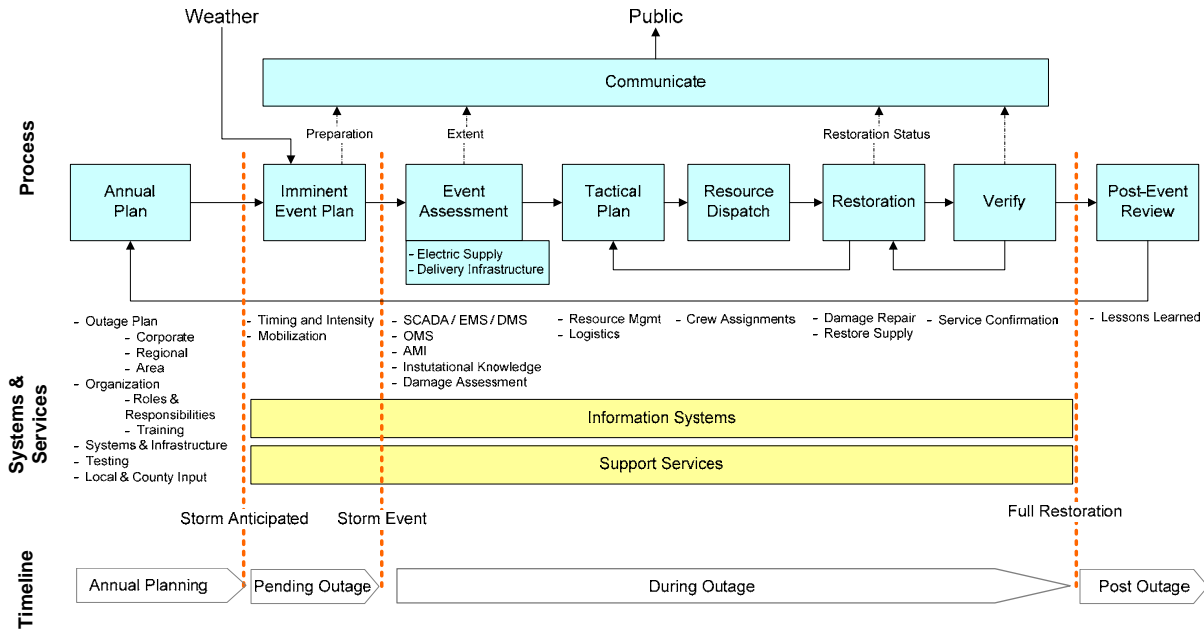 Weather
Public
Communicate
Process
Preparation
Extent
Restoration Status
Annual
Plan
Imminent
Event Plan
Event
Assessment
- Electric Supply
- Delivery Infrastructure
Tactical
Plan
Resource
Dispatch
Restoration
Verify
Post-Event
Review
Systems &
Services
- Outage Plan
- Corporate
- Regional
- Area
- Organization
- Roles &
Responsibilities
- Training
- Systems & Infrastructure
- Testing
- Local & County Input
- Timing and Intensity
- Mobilization
- SCADA / EMS / DMS
- OMS
- AMI
- Instutational Knowledge
- Damage Assessment
- Resource Mgmt
- Logistics
- Crew Assignments
- Damage Repair
- Restore Supply
- Service Confirmation
- Lessons Learned
Information Systems
Support Services
Storm Anticipated
Storm Event
Full Restoration
Timeline
Annual Planning
Pending Outage
During Outage
Post Outage